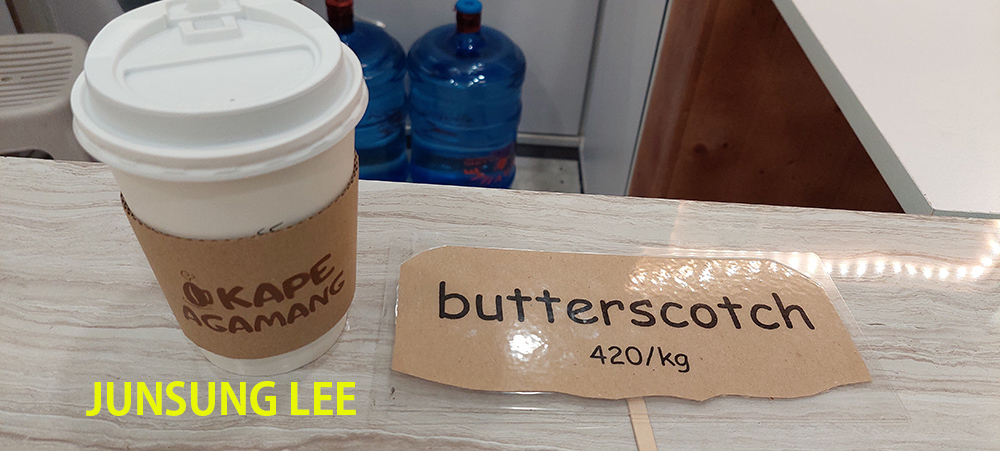 KAPE
AGAMANG
butterscotch
420/kg
JUNSUNG LEE